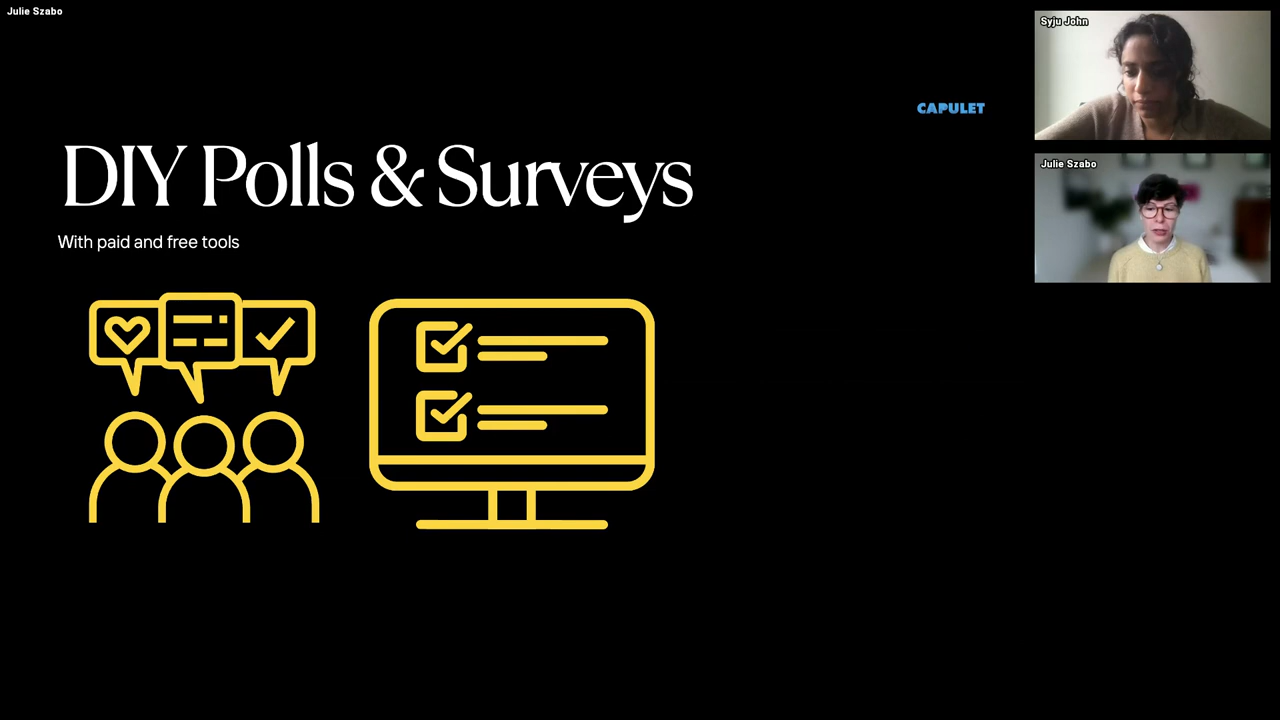 Julie Szabo
CAPULET
DIY Polls & Surveys
With paid and free tools
Syju John
Julie Szabo